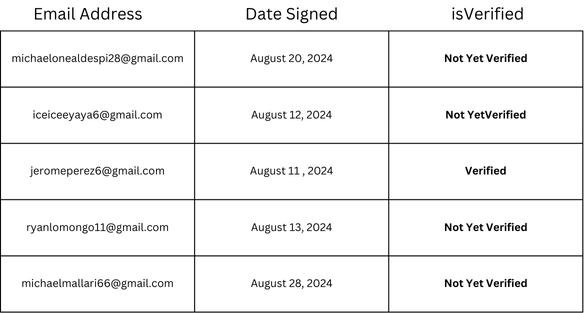 Email Address Date Signed isVerified
michaelonealdespi28@gmail.com August 20, 2024 Not Yet Verified
iceiceeyaya6@gmail.com August 12, 2024 Not YetVerified
jeromeperez6@gmail.com August 11 , 2024 Verified
ryanlomongo11@gmail.com August 13, 2024 Not Yet Verified
michaelmallari66@gmail.com August 28, 2024 Not Yet Verified